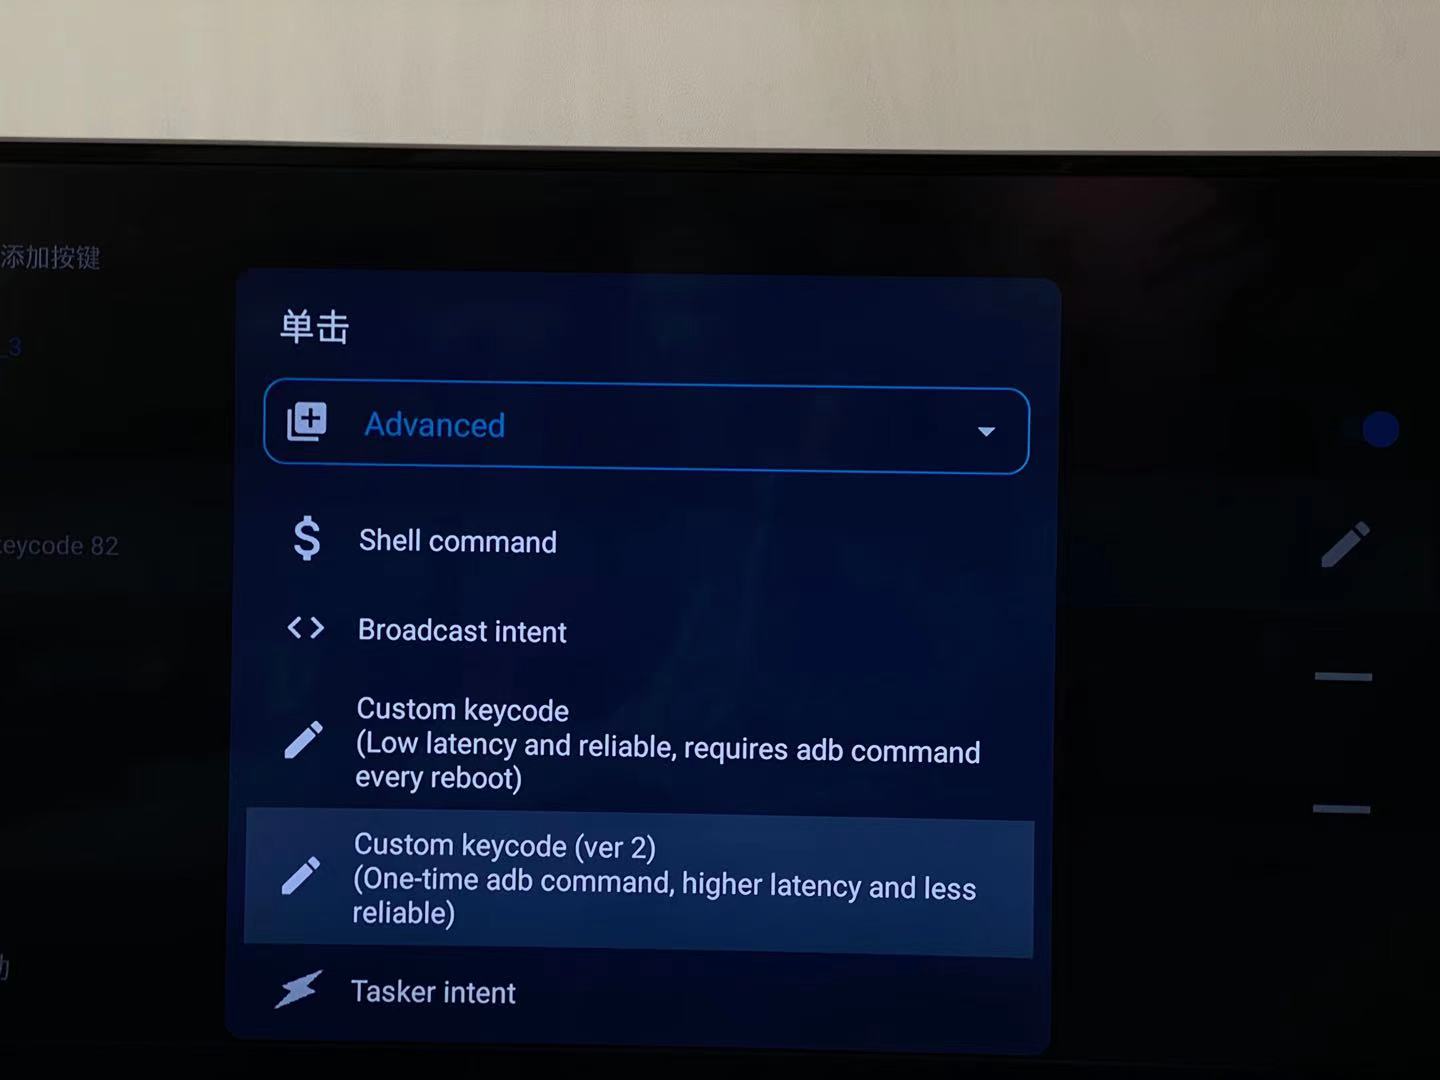 添加按键
单击
_3
Advanced
Shell command
keycode 82
Broadcast intent
Custom keycode
(Low latency and reliable, requires adb command
every reboot)
Custom keycode (ver 2)
(One-time adb command, higher latency and less
reliable)
Tasker intent